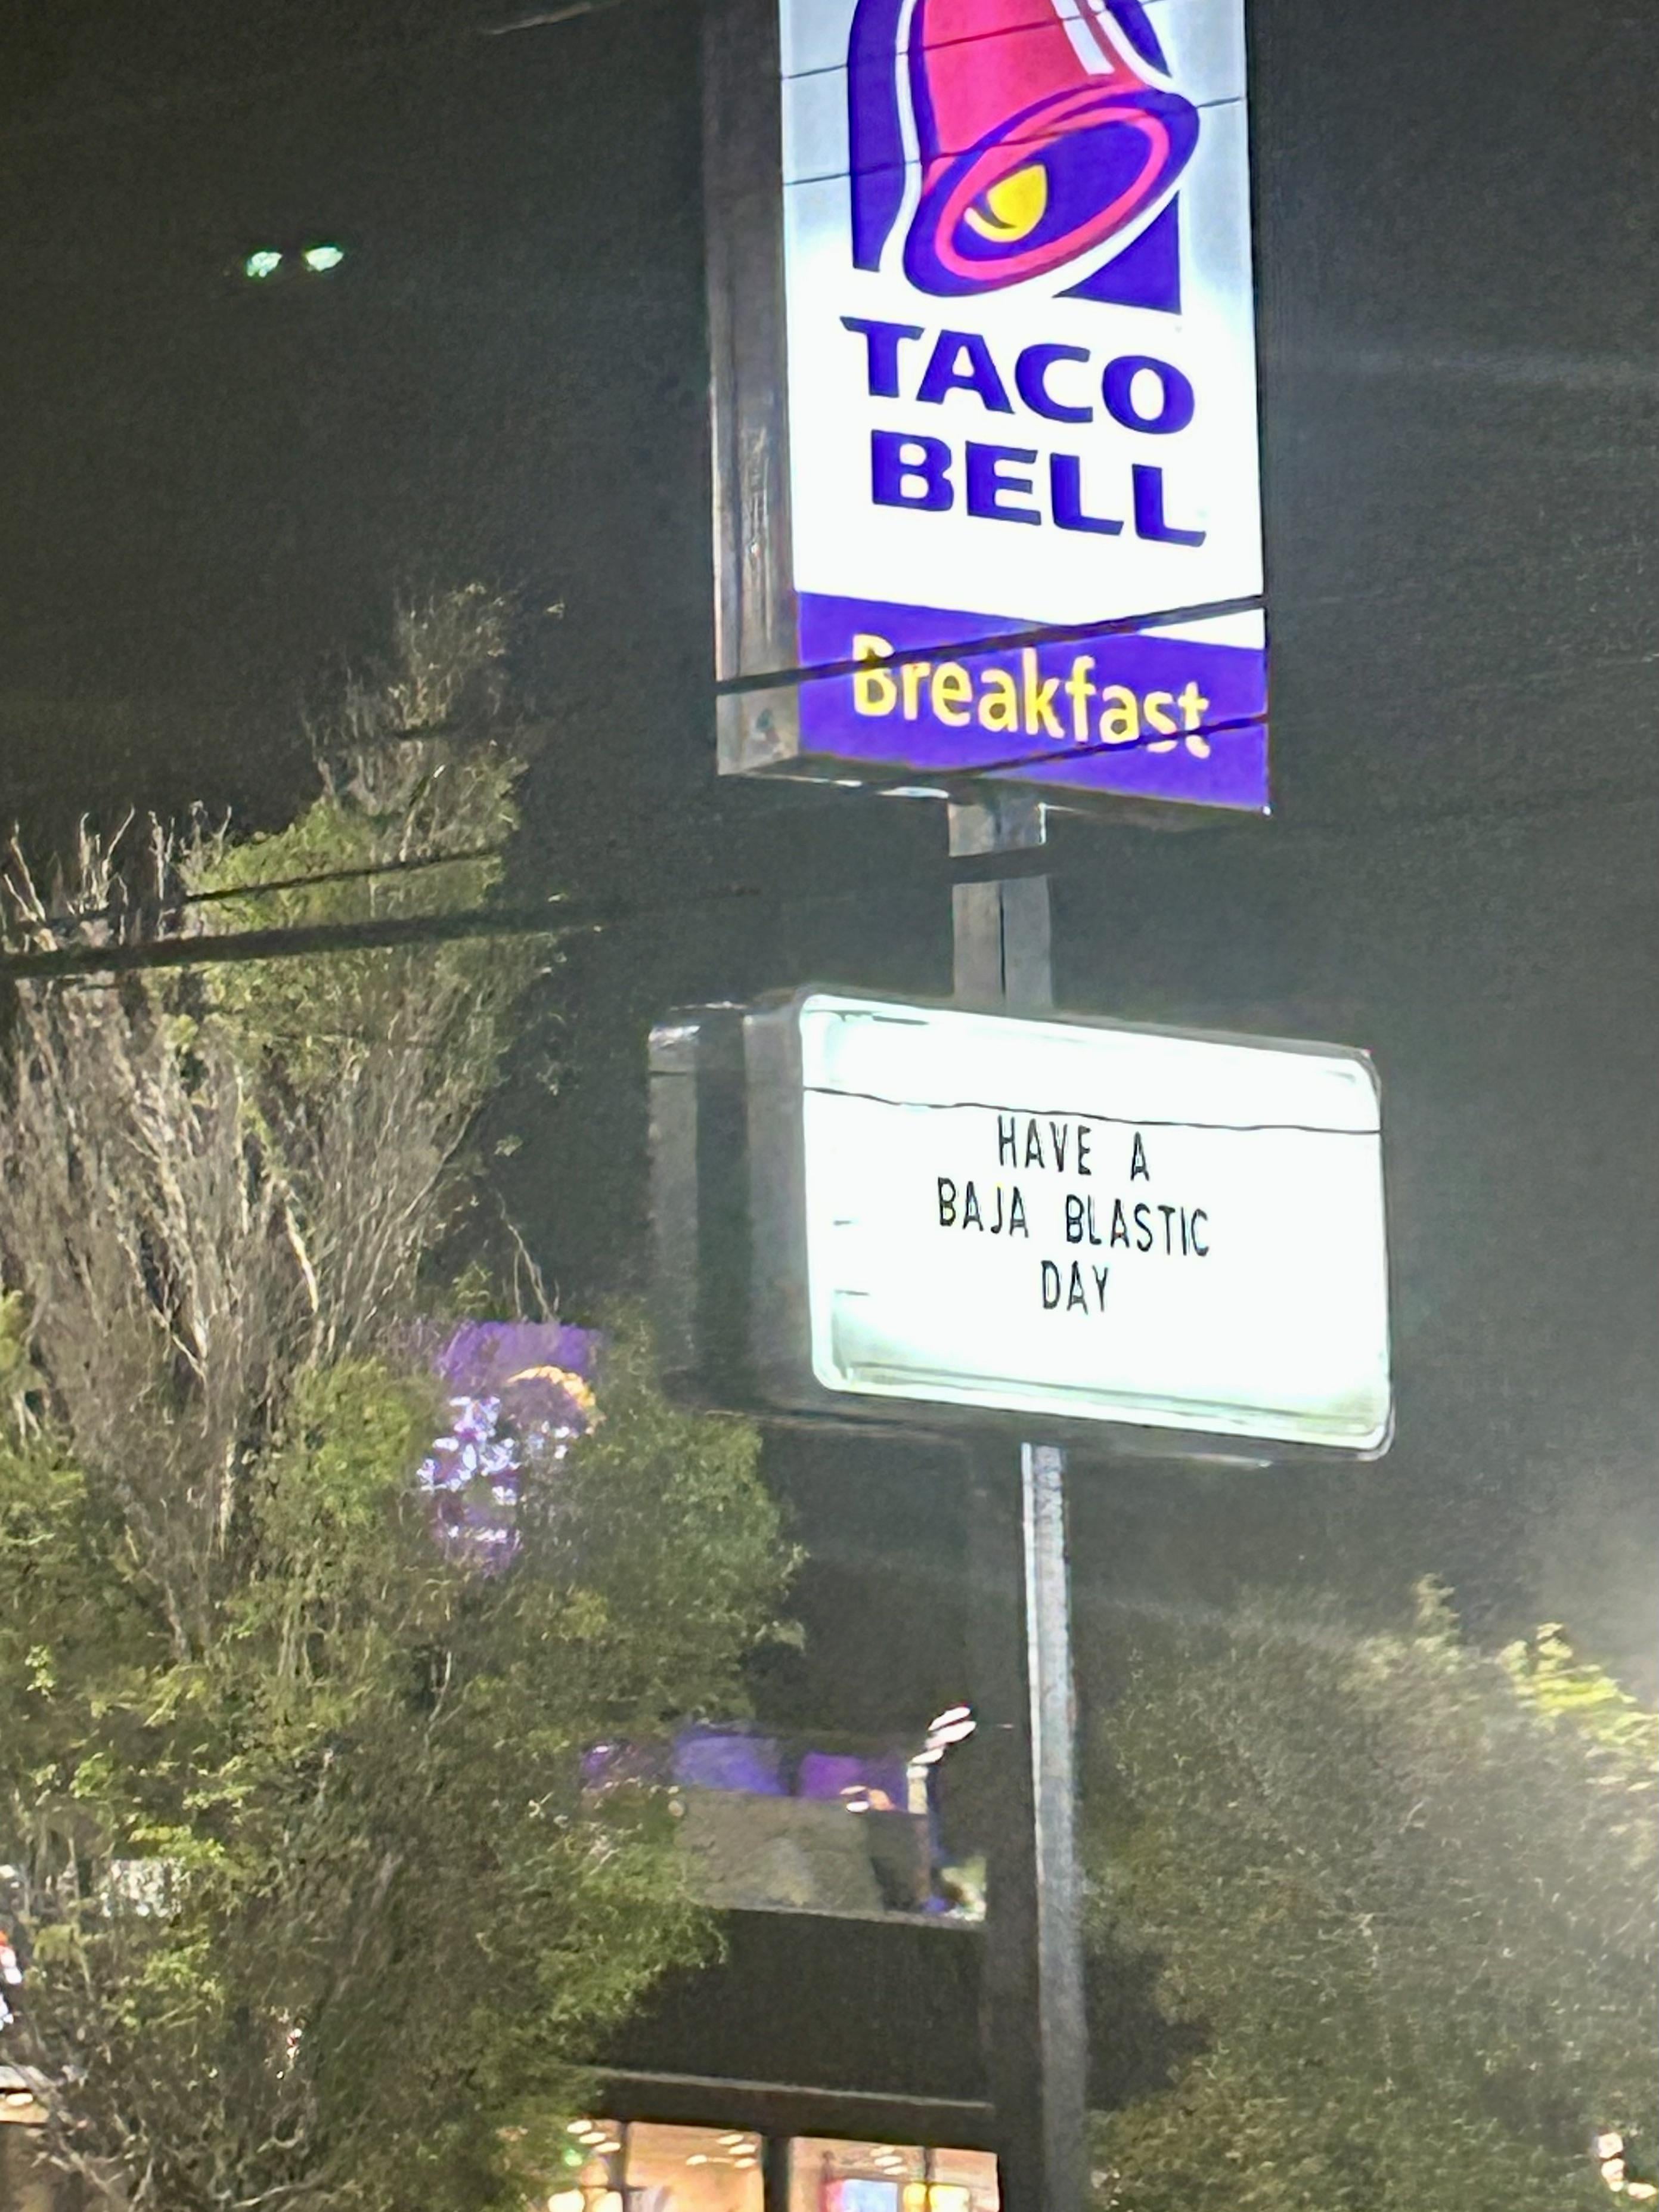 TACO
BELL
Breakfast
HAVE A
BAJA BLASTIC
DAY